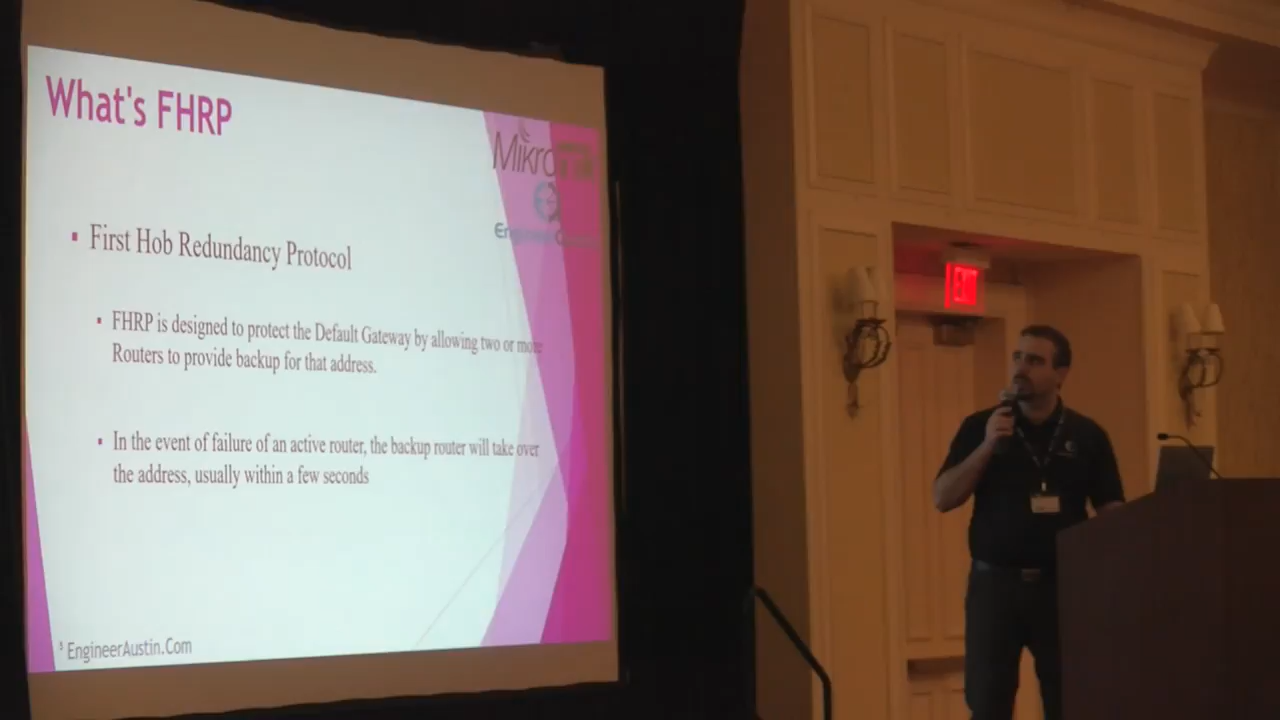 What's FHRP
Mikro
First Hob Redundancy Protocol
FHRP is designed to protect the Default Gateway by allowing two or more
Routers to provide backup for that address.
In the event of failure of an active router, the backup router will take over
the address, usually within a few seconds
³ EngineerAustin.Com
EXIT